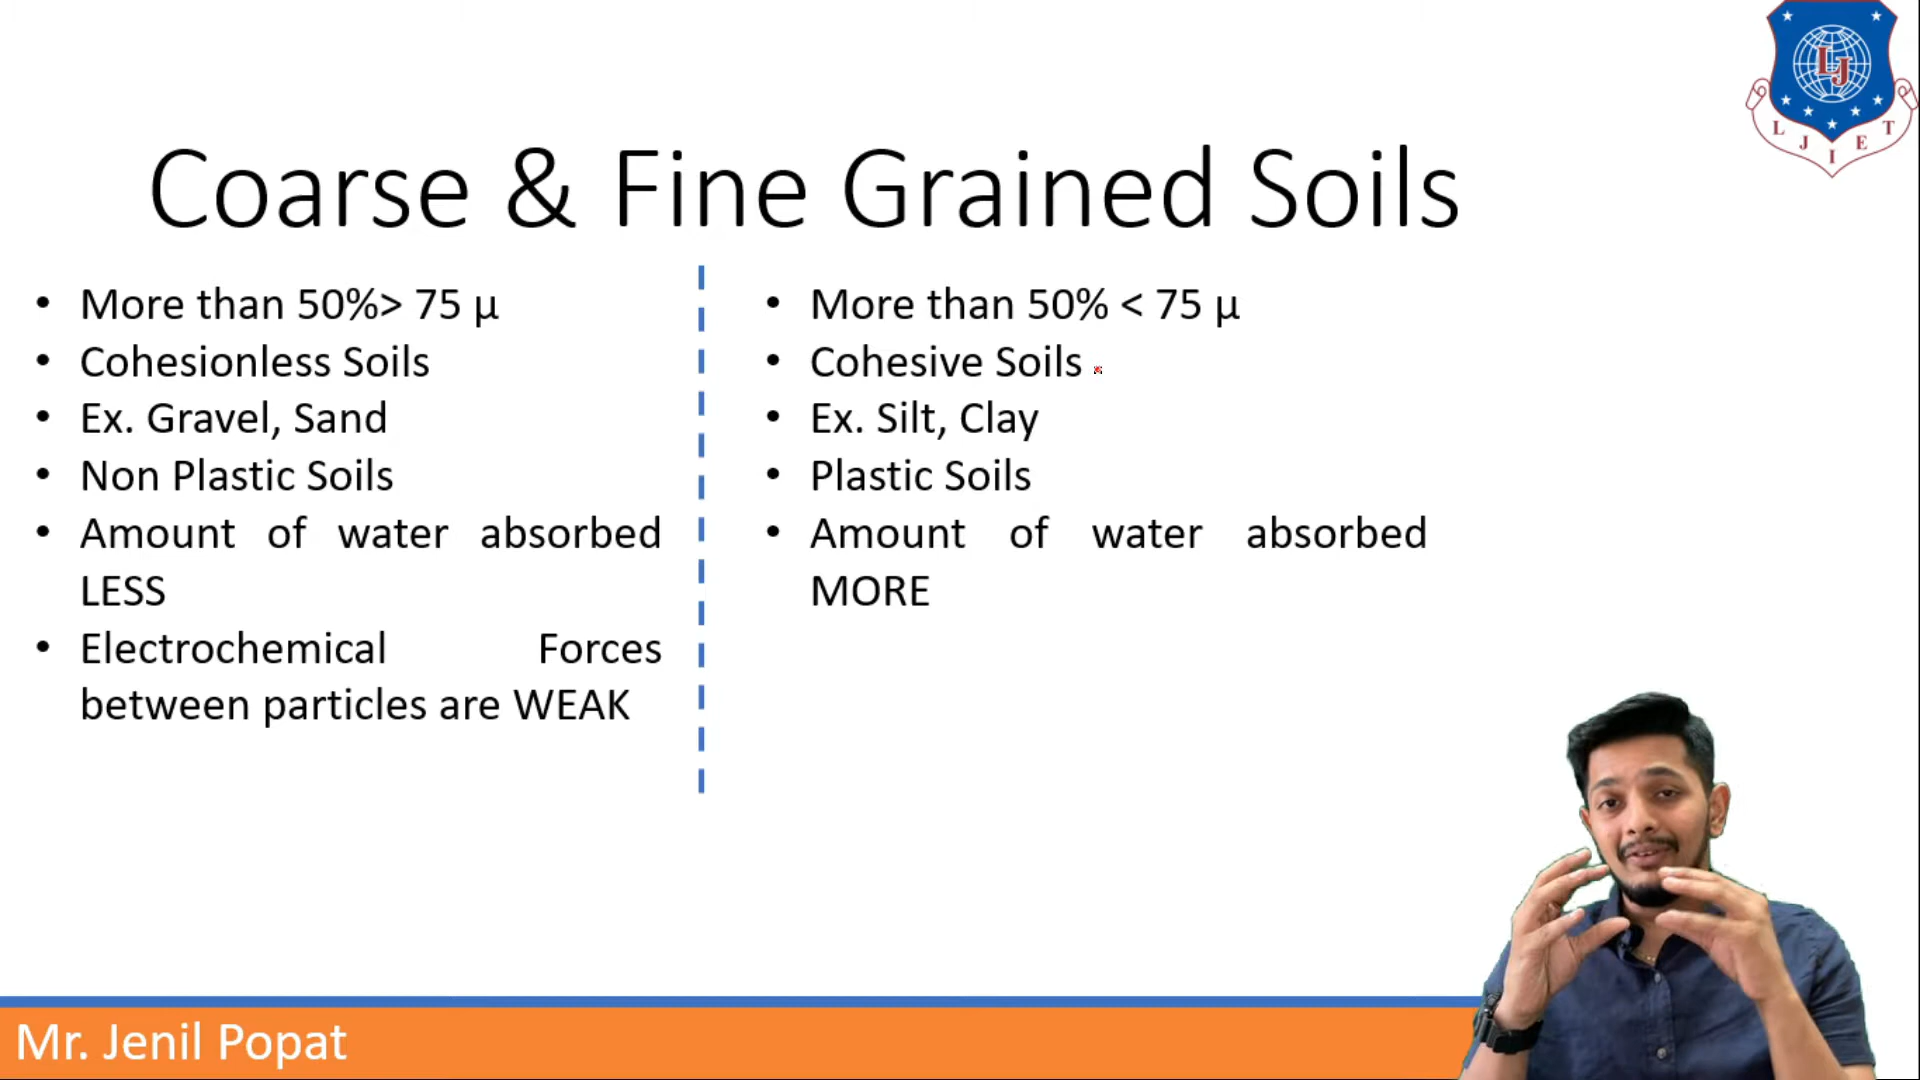 LJ
L J I E T
Coarse & Fine Grained Soils
• More than 50%> 75 µ
• Cohesionless Soils
• Ex. Gravel, Sand
• Non Plastic Soils
• Amount of water absorbed
LESS
• Electrochemical Forces
between particles are WEAK
• More than 50% < 75 µ
• Cohesive Soils
• Ex. Silt, Clay
• Plastic Soils
• Amount of water absorbed
MORE
Mr. Jenil Popat